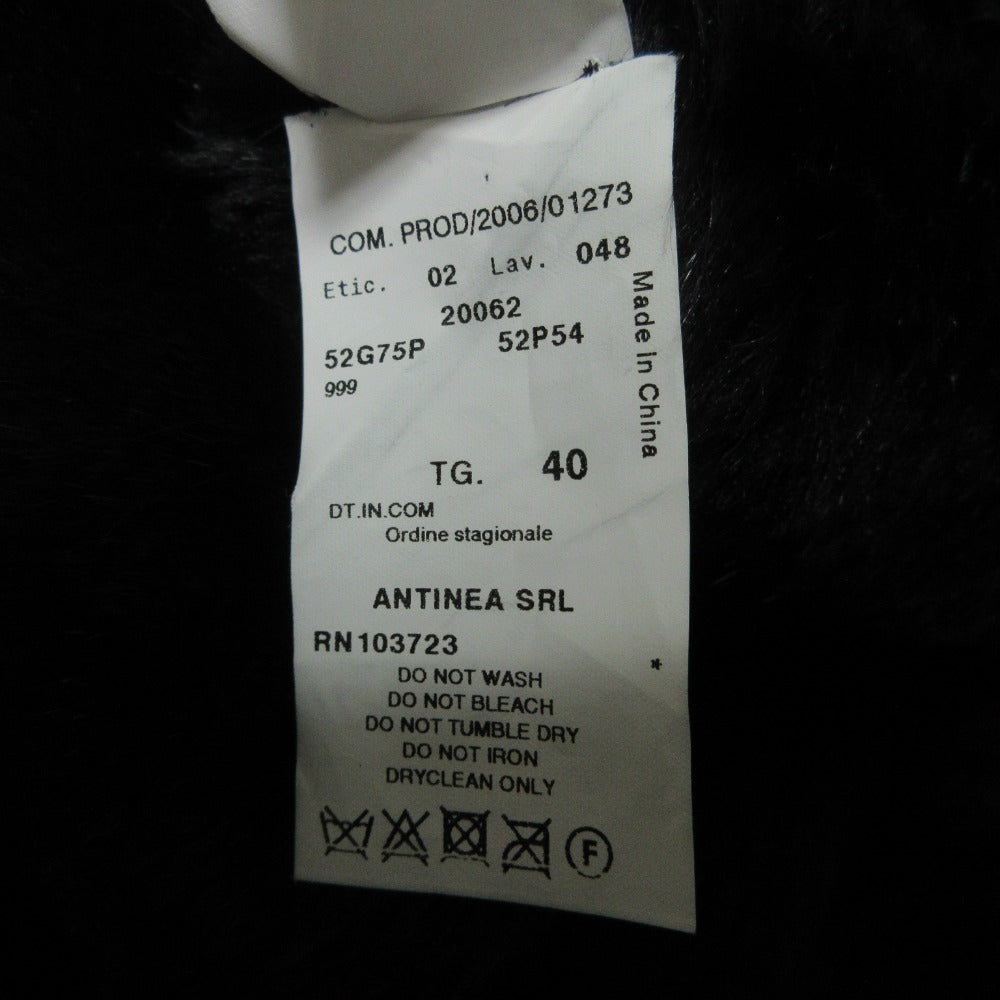 COM. PROD/2006/01273
Etic. 02 Lav. 048
20062
52G75P 52P54
999
Made In China
TG. 40
DT.IN.COM
Ordine stagionale
ANTINEA SRL
RN103723
*
DO NOT WASH
DO NOT BLEACH
DO NOT TUMBLE DRY
DO NOT IRON
DRYCLEAN ONLY
F